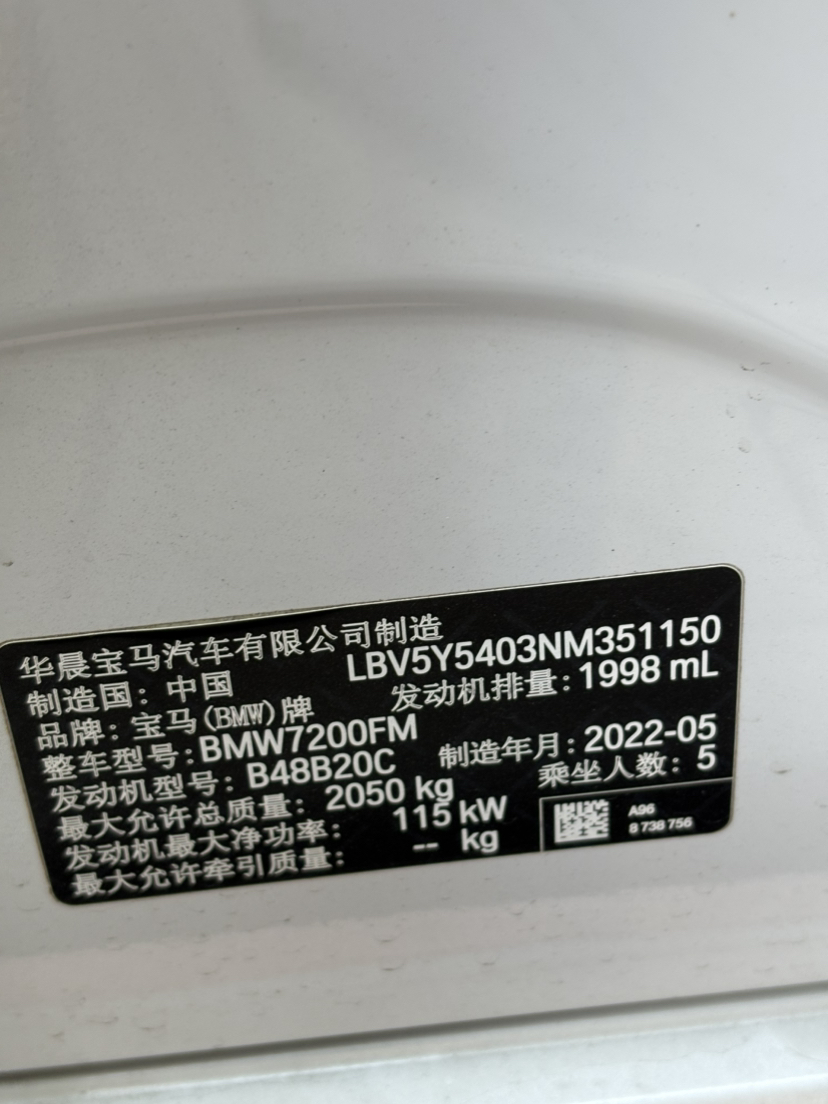 华晨宝马汽车有限公司制造
LBV5Y5403NM351150
制造国：中国
发动机排量：1998 mL
品牌：宝马(BMW)牌
整车型号：BMW7200FM
制造年月：2022-05
发动机型号：B48B20C
乘坐人数：5
最大允许总质量：2050 kg
发动机最大净功率：115 kW
最大允许牵引质量：-- kg
A96
8 738 756